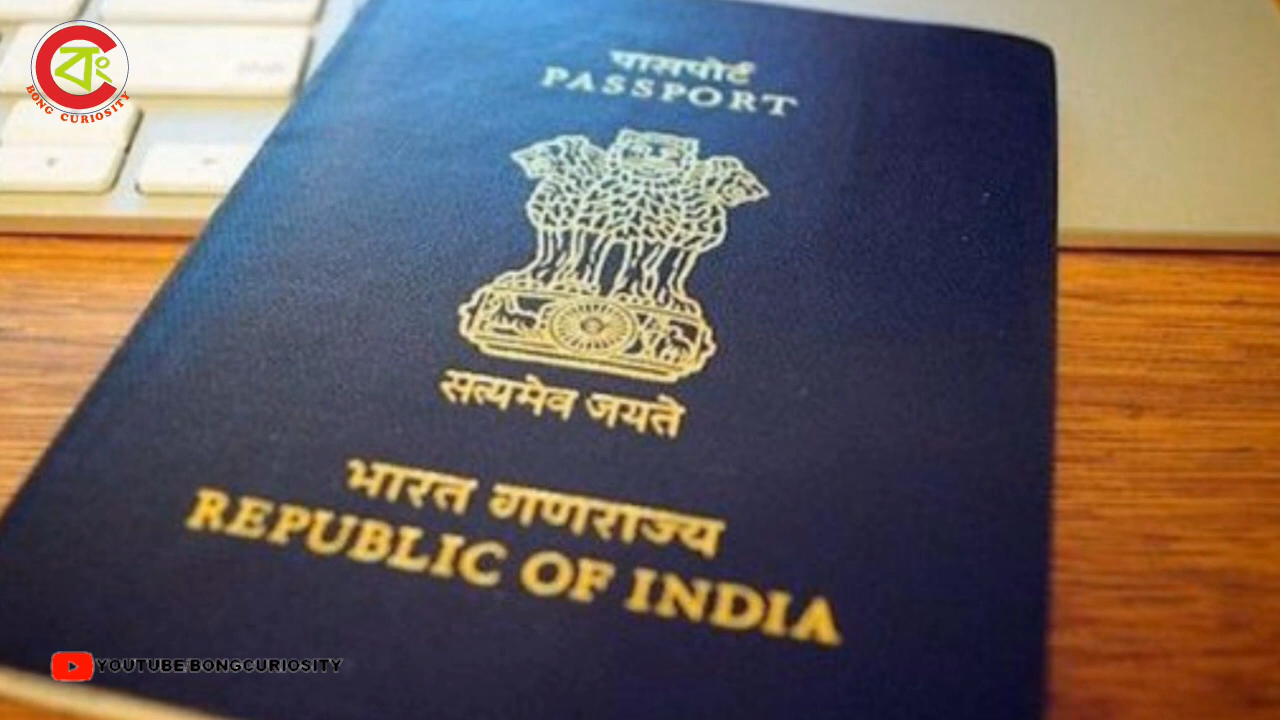 বং
BONG CURIOSITY
पासपोर्ट
PASSPORT
सत्यमेव जयते
भारत गणराज्य
REPUBLIC OF INDIA
YOUTUBE/BONGCURIOSITY